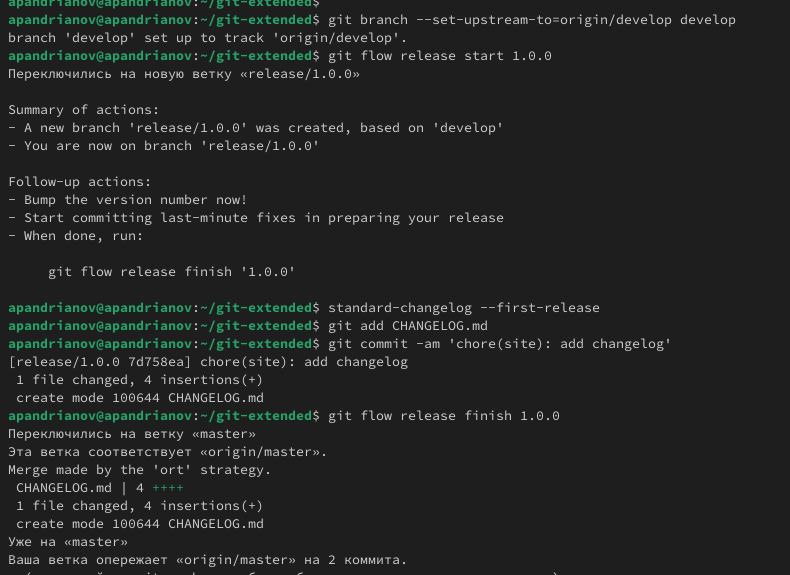 apandrianov@apandrianov:~/git-extended$
apandrianov@apandrianov:~/git-extended$ git branch --set-upstream-to=origin/develop develop
branch 'develop' set up to track 'origin/develop'.
apandrianov@apandrianov:~/git-extended$ git flow release start 1.0.0
Переключились на новую ветку «release/1.0.0»

Summary of actions:
- A new branch 'release/1.0.0' was created, based on 'develop'
- You are now on branch 'release/1.0.0'

Follow-up actions:
- Bump the version number now!
- Start committing last-minute fixes in preparing your release
- When done, run:

     git flow release finish '1.0.0'

apandrianov@apandrianov:~/git-extended$ standard-changelog --first-release
apandrianov@apandrianov:~/git-extended$ git add CHANGELOG.md
apandrianov@apandrianov:~/git-extended$ git commit -am 'chore(site): add changelog'
[release/1.0.0 7d758ea] chore(site): add changelog
 1 file changed, 4 insertions(+)
 create mode 100644 CHANGELOG.md
apandrianov@apandrianov:~/git-extended$ git flow release finish 1.0.0
Переключились на ветку «master»
Эта ветка соответствует «origin/master».
Merge made by the 'ort' strategy.
 CHANGELOG.md | 4 ++++
 1 file changed, 4 insertions(+)
 create mode 100644 CHANGELOG.md
Уже на «master»
Ваша ветка опережает «origin/master» на 2 коммита.